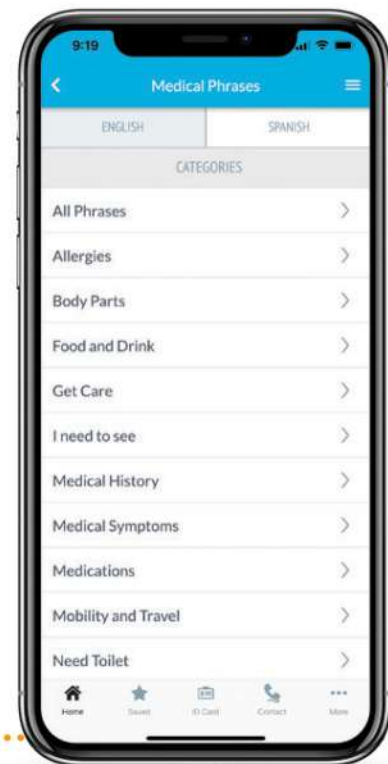 9:19
Medical Phrases
ENGLISH SPANISH
CATEGORIES
All Phrases
Allergies
Body Parts
Food and Drink
Get Care
I need to see
Medical History
Medical Symptoms
Medications
Mobility and Travel
Need Toilet
Home Saved ID Card Contact More